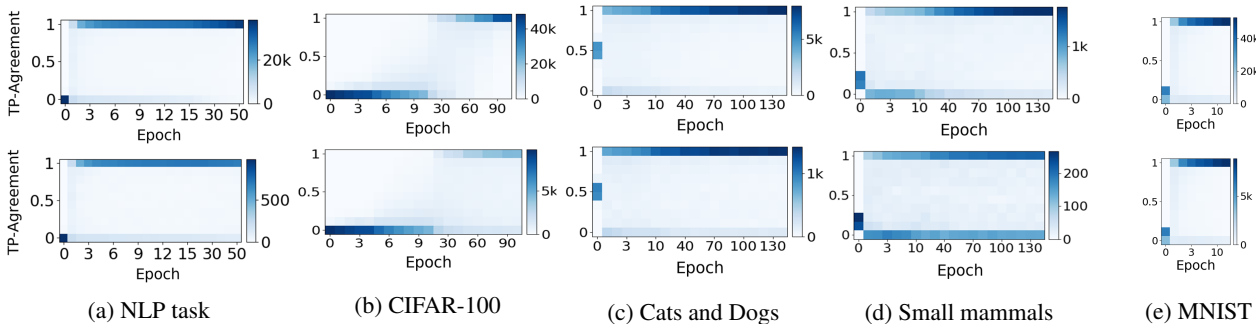 TP-Agreement
1
0.5
0
0 3 6 9 12 15 30 50
Epoch
20k
0
1
0.5
0
0 3 6 9 30 60 90
Epoch
40k
20k
0
1
0.5
0
0 3 10 40 70 100 130
Epoch
5k
0
1
0.5
0
0 3 10 40 70 100 130
Epoch
1k
0
1
0.5
0
0 3 10
Epoch
40k
20k
0
TP-Agreement
1
0.5
0
0 3 6 9 12 15 30 50
Epoch
500
0
1
0.5
0
0 3 6 9 30 60 90
Epoch
5k
0
1
0.5
0
0 3 10 40 70 100 130
Epoch
1k
0
1
0.5
0
0 3 10 40 70 100 130
Epoch
200
100
0
1
0.5
0
0 3 10
Epoch
5k
0
(a) NLP task
(b) CIFAR-100
(c) Cats and Dogs
(d) Small mammals
(e) MNIST